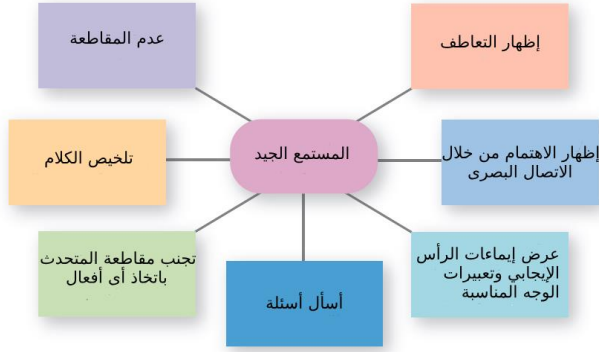 إظهار التعاطف
عدم المقاطعة
المستمع الجيد
إظهار الاهتمام من خلال
الاتصال البصرى
تلخيص الكلام
عرض إيماءات الرأس
الإيجابي وتعبيرات
الوجه المناسبة
تجنب مقاطعة المتحدث
باتخاذ أى أفعال
أسأل أسئلة